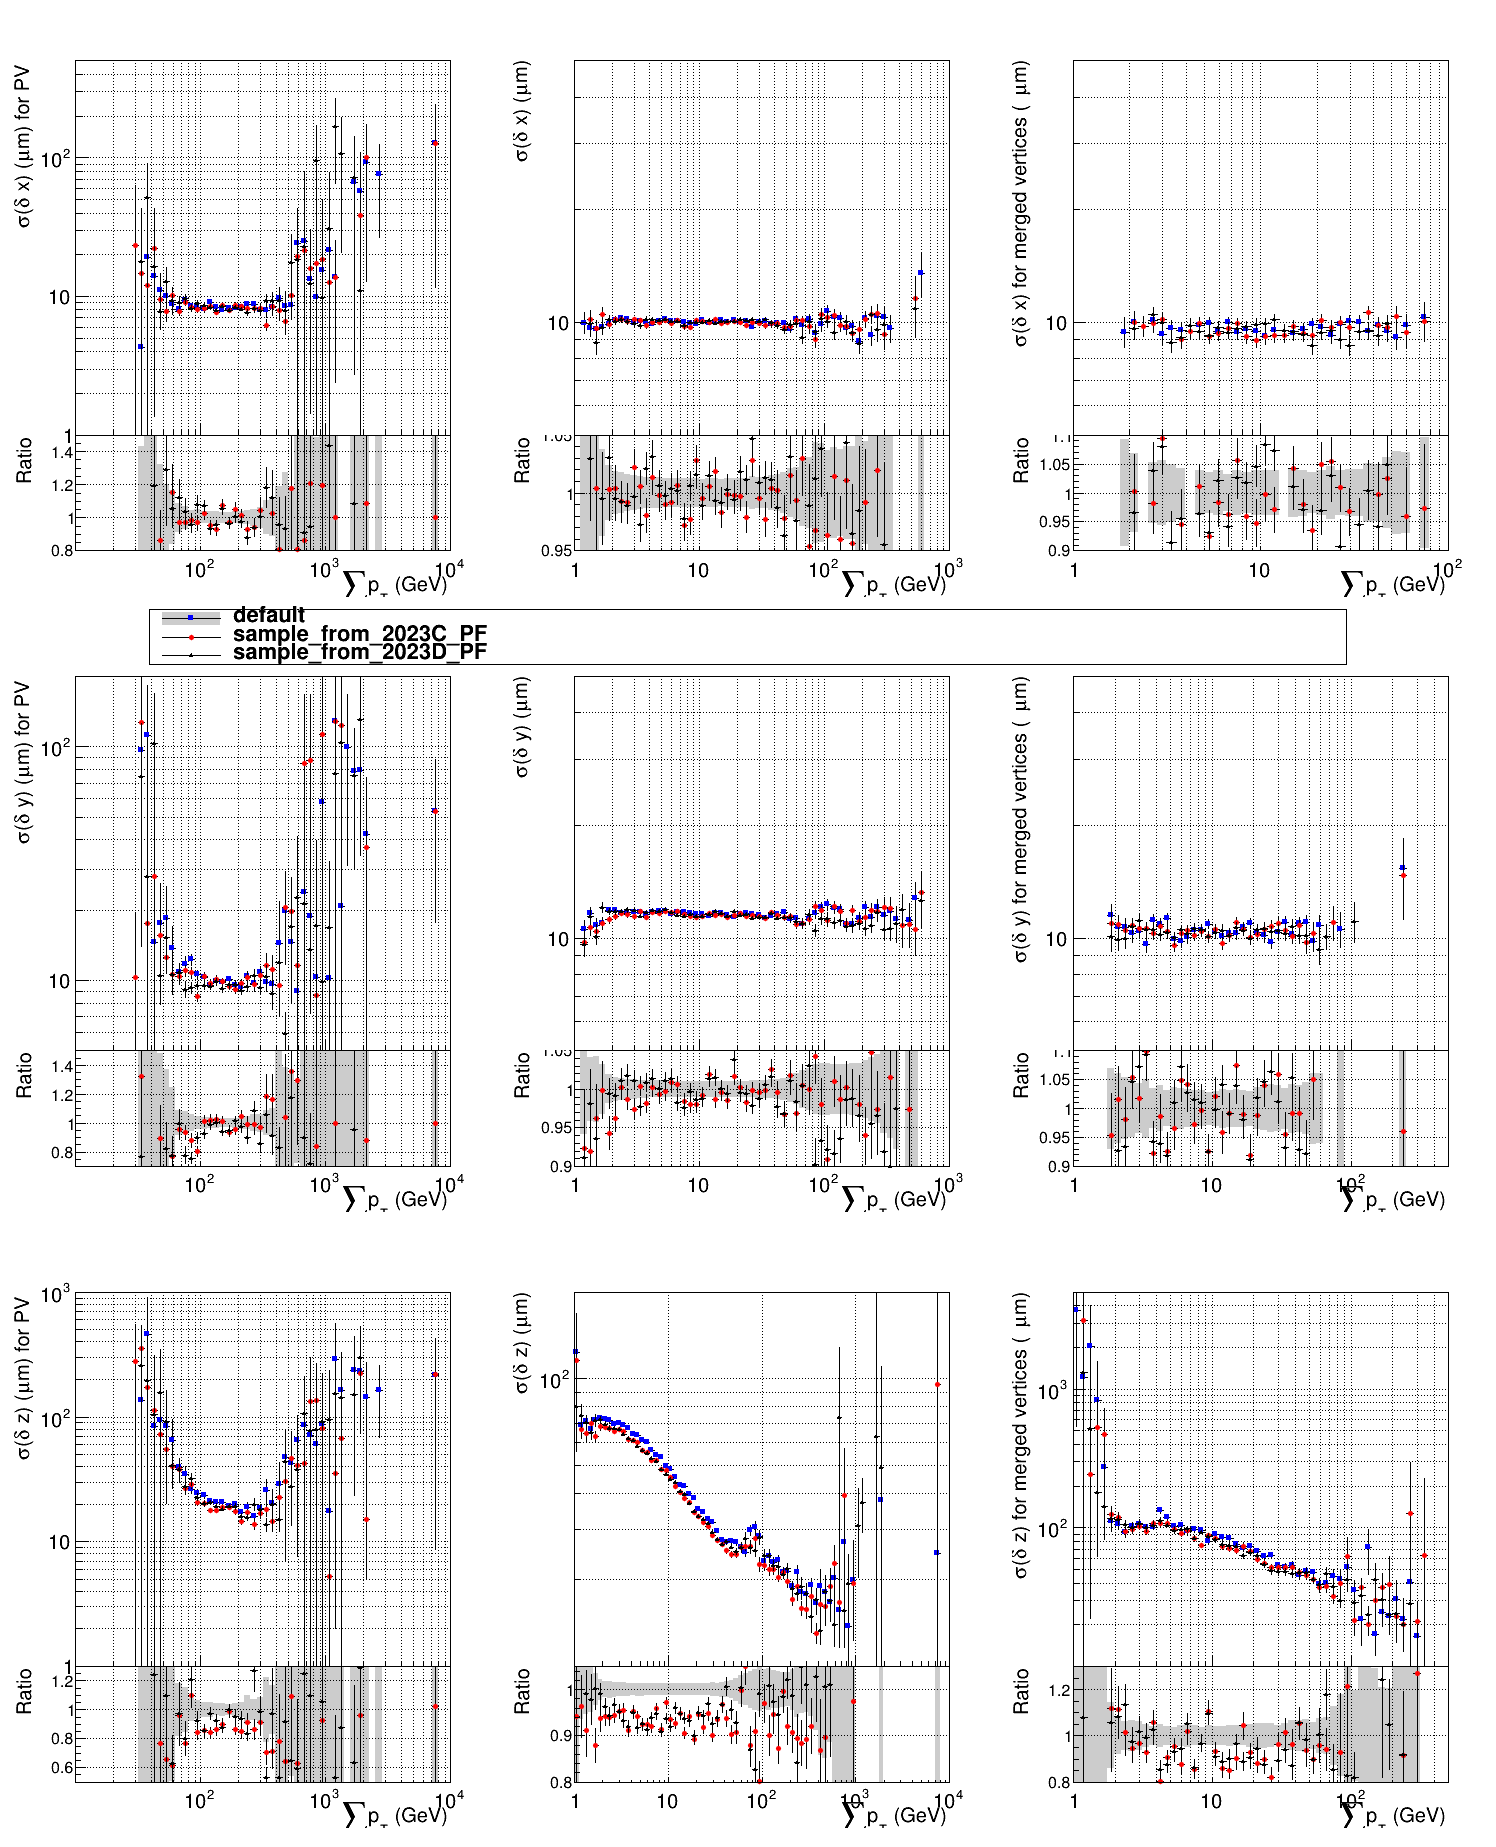 σ(δ x) (μm) for PV
10²
10
1
Ratio
1.4
1.2
1
0.8
10² 10³ 10⁴
∑ p_T (GeV)
σ(δ x) (μm)
10
Ratio
1.05
1
0.95
1 10 10² 10³
∑ p_T (GeV)
σ(δ x) for merged vertices ( μm)
10
Ratio
1.1
1.05
1
0.95
0.9
1 10 10²
∑ p_T (GeV)
default
sample_from_2023C_PF
sample_from_2023D_PF
σ(δ y) (μm) for PV
10²
10
Ratio
1.4
1.2
1
0.8
10² 10³ 10⁴
∑ p_T (GeV)
σ(δ y) (μm)
10
Ratio
1.05
1
0.95
0.9
1 10 10² 10³
∑ p_T (GeV)
σ(δ y) for merged vertices ( μm)
10
Ratio
1.1
1.05
1
0.95
0.9
1 10 10²
∑ p_T (GeV)
σ(δ z) (μm) for PV
10³
10²
10
1
Ratio
1.2
1
0.8
0.6
10² 10³ 10⁴
∑ p_T (GeV)
σ(δ z) (μm)
10²
Ratio
1
0.9
0.8
1 10 10² 10³ 10⁴
∑ p_T (GeV)
σ(δ z) for merged vertices ( μm)
10³
10²
Ratio
1.2
1
0.8
1 10 10²
∑ p_T (GeV)